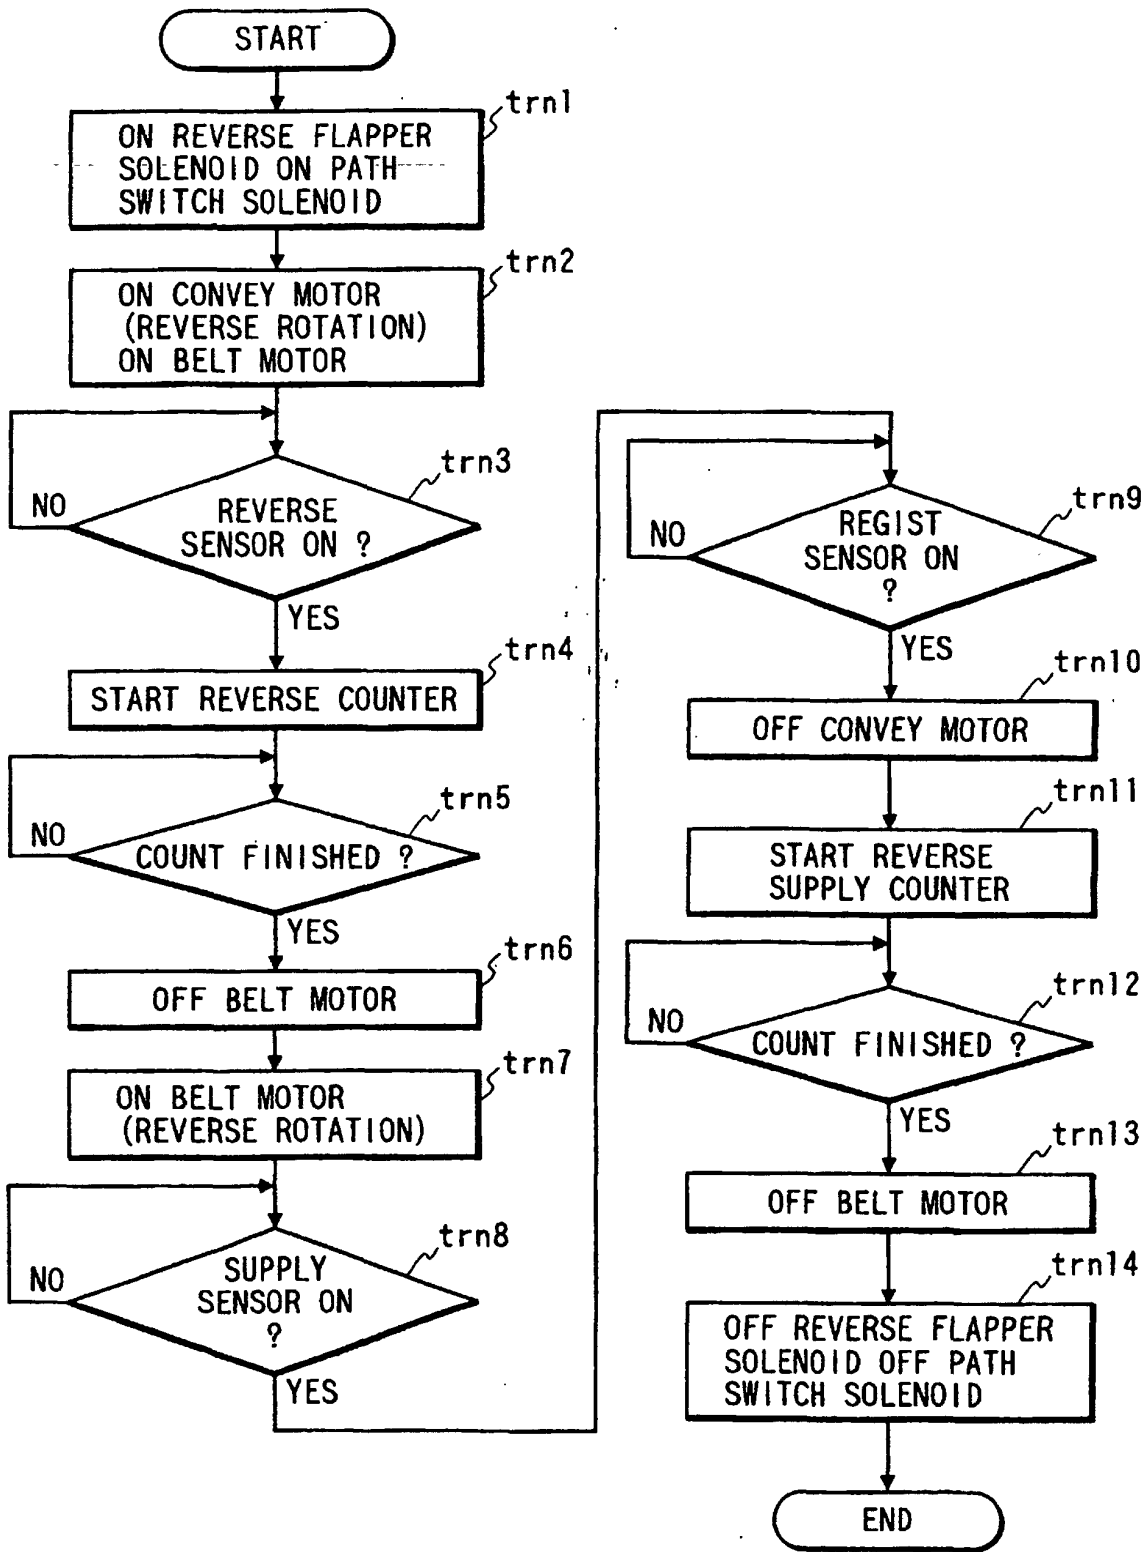 START
trn1
ON REVERSE FLAPPER
SOLENOID ON PATH
SWITCH SOLENOID
trn2
ON CONVEY MOTOR
(REVERSE ROTATION)
ON BELT MOTOR
trn3
REVERSE
SENSOR ON ?
NO
YES
trn4
START REVERSE COUNTER
trn5
COUNT FINISHED ?
NO
YES
trn6
OFF BELT MOTOR
trn7
ON BELT MOTOR
(REVERSE ROTATION)
trn8
SUPPLY
SENSOR ON
?
NO
YES
trn9
REGIST
SENSOR ON
?
NO
YES
trn10
OFF CONVEY MOTOR
trn11
START REVERSE
SUPPLY COUNTER
trn12
COUNT FINISHED ?
NO
YES
trn13
OFF BELT MOTOR
trn14
OFF REVERSE FLAPPER
SOLENOID OFF PATH
SWITCH SOLENOID
END